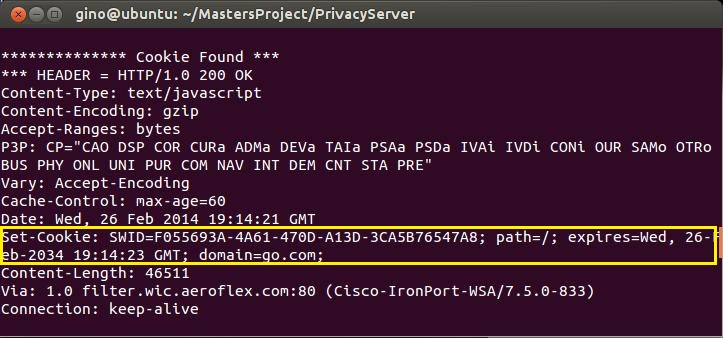 gino@ubuntu: ~/MastersProject/PrivacyServer
************** Cookie Found ***
*** HEADER = HTTP/1.0 200 OK
Content-Type: text/javascript
Content-Encoding: gzip
Accept-Ranges: bytes
P3P: CP="CAO DSP COR CURa ADMa DEVa TAIa PSAa PSDa IVAi IVDi CONi OUR SAMo OTRo
BUS PHY ONL UNI PUR COM NAV INT DEM CNT STA PRE"
Vary: Accept-Encoding
Cache-Control: max-age=60
Date: Wed, 26 Feb 2014 19:14:21 GMT
Set-Cookie: SWID=F055693A-4A61-470D-A13D-3CA5B76547A8; path=/; expires=Wed, 26-F
eb-2034 19:14:23 GMT; domain=go.com;
Content-Length: 46511
Via: 1.0 filter.wic.aeroflex.com:80 (Cisco-IronPort-WSA/7.5.0-833)
Connection: keep-alive